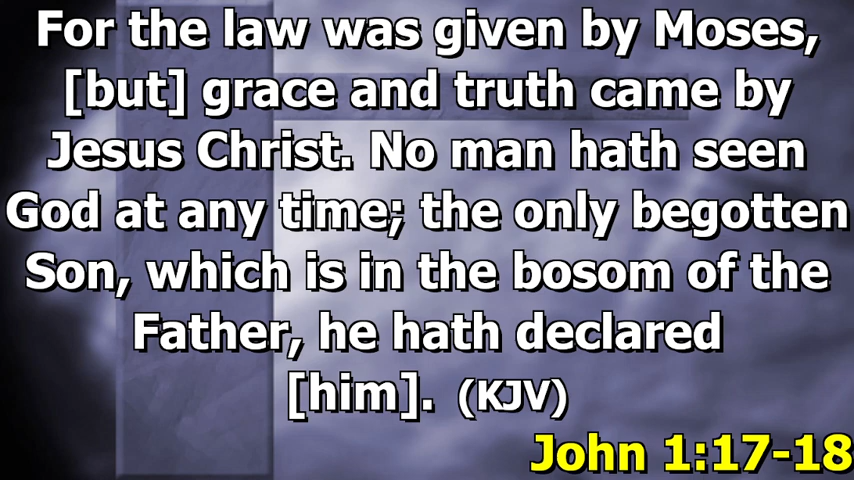 For the law was given by Moses,
[but] grace and truth came by
Jesus Christ. No man hath seen
God at any time; the only begotten
Son, which is in the bosom of the
Father, he hath declared
[him]. (KJV)
John 1:17-18